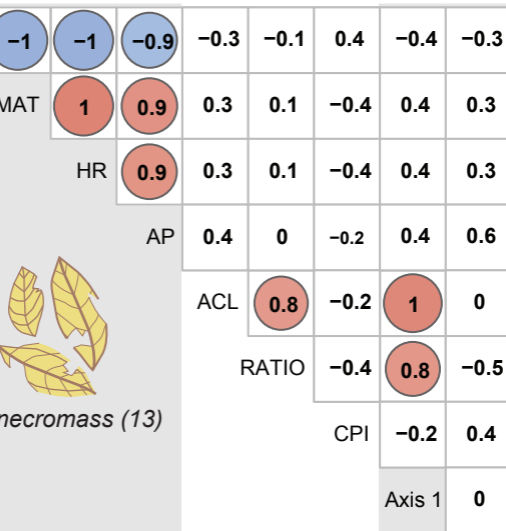 −1 −1 −0.9 −0.3 −0.1 0.4 −0.4 −0.3
MAT 1 0.9 0.3 0.1 −0.4 0.4 0.3
HR 0.9 0.3 0.1 −0.4 0.4 0.3
AP 0.4 0 −0.2 0.4 0.6
ACL 0.8 −0.2 1 0
RATIO −0.4 0.8 −0.5
necromass (13)
CPI −0.2 0.4
Axis 1 0